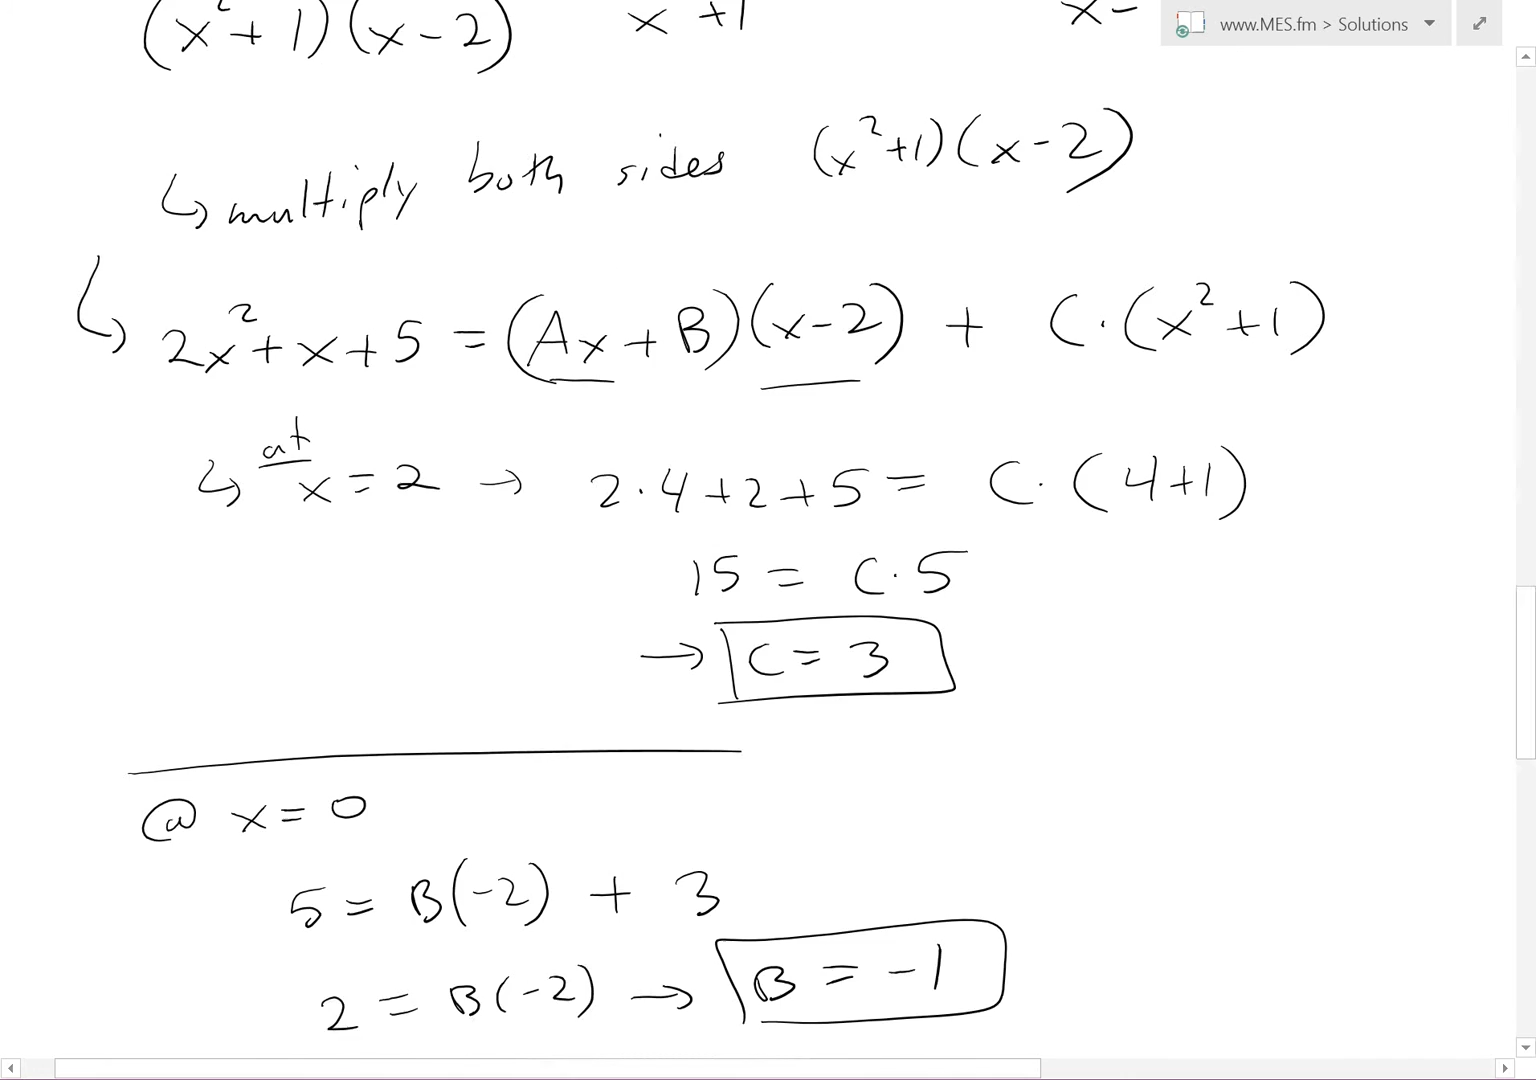 (x²+1)(x-2) x +1 x-
www.MES.fm > Solutions
↳ multiply both sides (x²+1)(x-2)
↳ 2x²+x+5 = (Ax+B)(x-2) + C·(x²+1)
↳ at x=2 → 2·4+2+5 = C·(4+1)
15 = C·5
→ C = 3
@ x=0
5 = B(-2) + 3
2 = B(-2) → B = -1